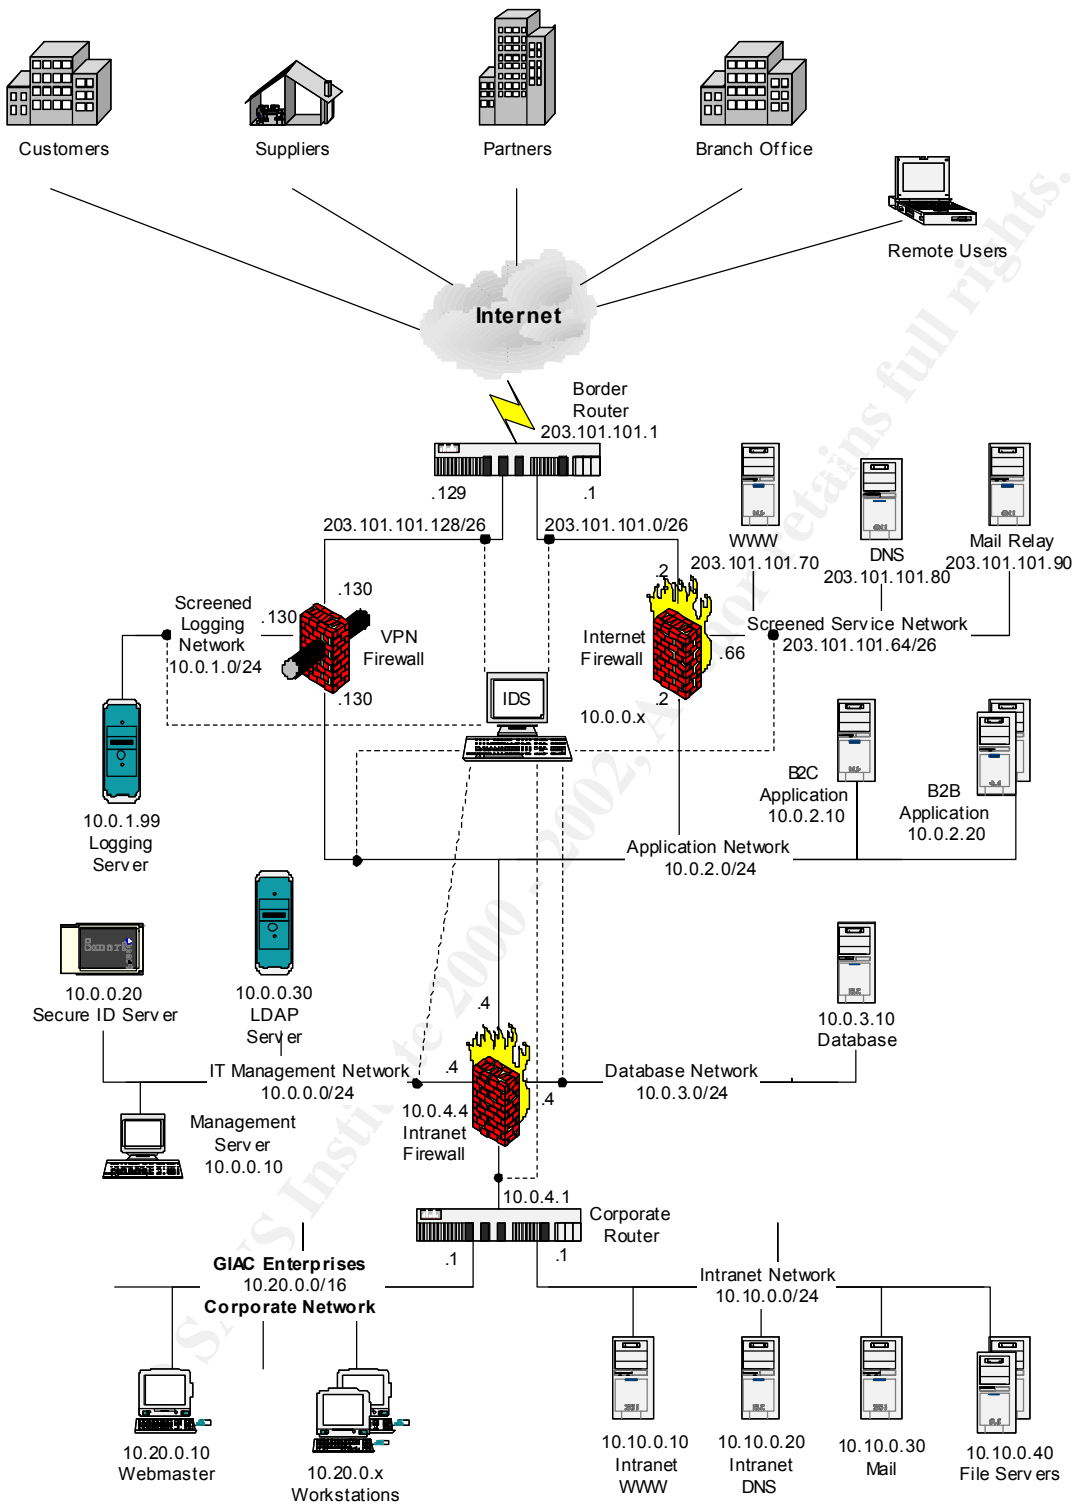 Customers
Suppliers
Partners
Branch Office
Remote Users
Internet
Border
Router
203.101.101.1
.129
.1
203.101.101.128/26
203.101.101.0/26
WWW
203.101.101.70
DNS
203.101.101.80
Mail Relay
203.101.101.90
Screened
Logging
Network
10.0.1.0/24
.130
.130
.130
VPN
Firewall
Internet
Firewall
.2
.66
.2
10.0.0.x
Screened Service Network
203.101.101.64/26
IDS
10.0.1.99
Logging
Server
B2C
Application
10.0.2.10
B2B
Application
10.0.2.20
Application Network
10.0.2.0/24
10.0.0.20
Secure ID Server
10.0.0.30
LDAP
Server
10.0.3.10
Database
.4
.4
.4
IT Management Network
10.0.0.0/24
Database Network
10.0.3.0/24
10.0.4.4
Intranet
Firewall
Management
Server
10.0.0.10
10.0.4.1
Corporate
Router
.1
.1
GIAC Enterprises
10.20.0.0/16
Corporate Network
Intranet Network
10.10.0.0/24
10.20.0.10
Webmaster
10.20.0.x
Workstations
10.10.0.10
Intranet
WWW
10.10.0.20
Intranet
DNS
10.10.0.30
Mail
10.10.0.40
File Servers
SANS Institute 2000 - 2002, Author retains full rights.